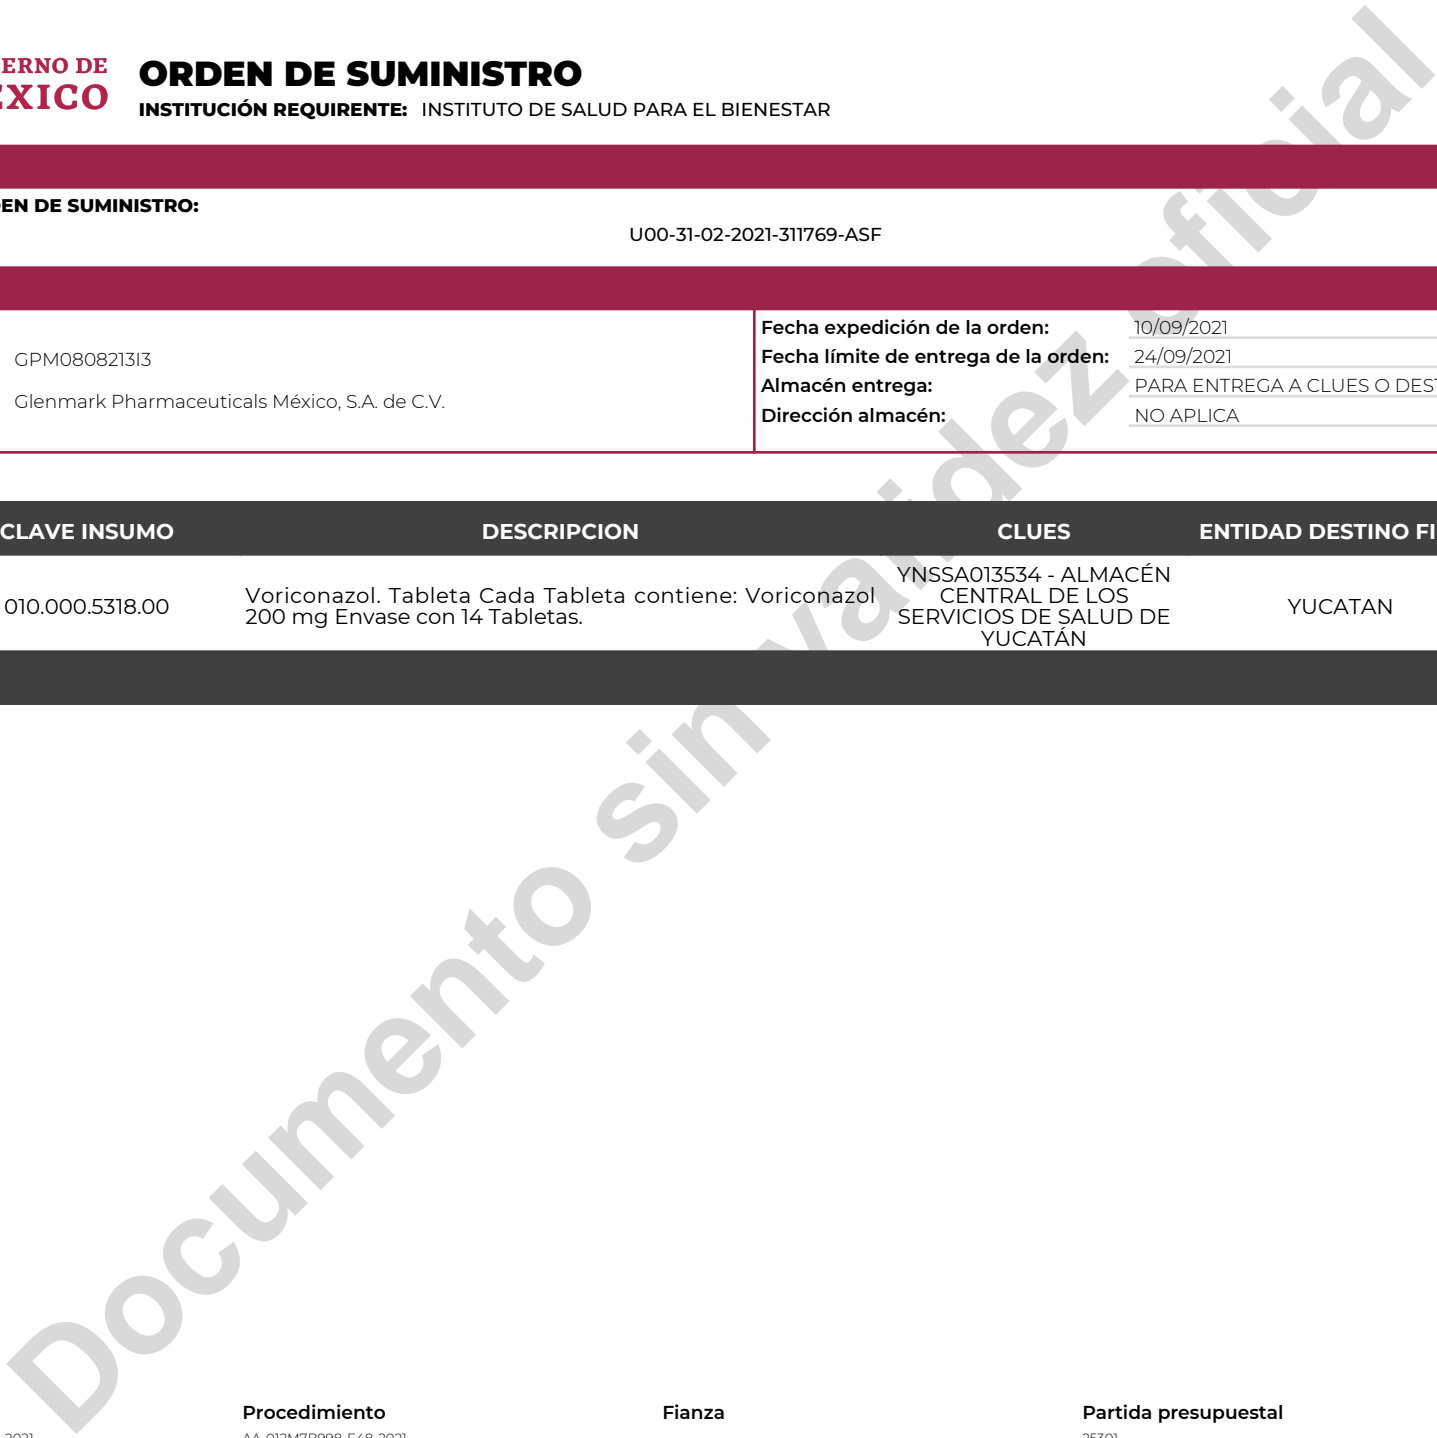 ERNO DE
ÉXICO
ORDEN DE SUMINISTRO
INSTITUCIÓN REQUIRENTE: INSTITUTO DE SALUD PARA EL BIENESTAR
EN DE SUMINISTRO:
U00-31-02-2021-311769-ASF
GPM0808213I3
Glenmark Pharmaceuticals México, S.A. de C.V.
Fecha expedición de la orden: 10/09/2021
Fecha límite de entrega de la orden: 24/09/2021
Almacén entrega: PARA ENTREGA A CLUES O DEST
Dirección almacén: NO APLICA
CLAVE INSUMO DESCRIPCION CLUES ENTIDAD DESTINO FI
010.000.5318.00
Voriconazol. Tableta Cada Tableta contiene: Voriconazol
200 mg Envase con 14 Tabletas.
YNSSA013534 - ALMACÉN
CENTRAL DE LOS
SERVICIOS DE SALUD DE
YUCATÁN
YUCATAN
Documento sin validez oficial
Procedimiento Fianza Partida presupuestal